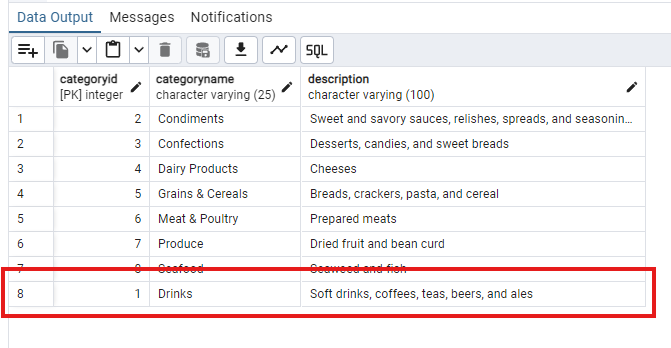 Data Output Messages Notifications
SQL
categoryid categoryname description
[PK] integer character varying (25) character varying (100)
1 2 Condiments Sweet and savory sauces, relishes, spreads, and seasonin...
2 3 Confections Desserts, candies, and sweet breads
3 4 Dairy Products Cheeses
4 5 Grains & Cereals Breads, crackers, pasta, and cereal
5 6 Meat & Poultry Prepared meats
6 7 Produce Dried fruit and bean curd
7 8 Seafood Seaweed and fish
8 1 Drinks Soft drinks, coffees, teas, beers, and ales